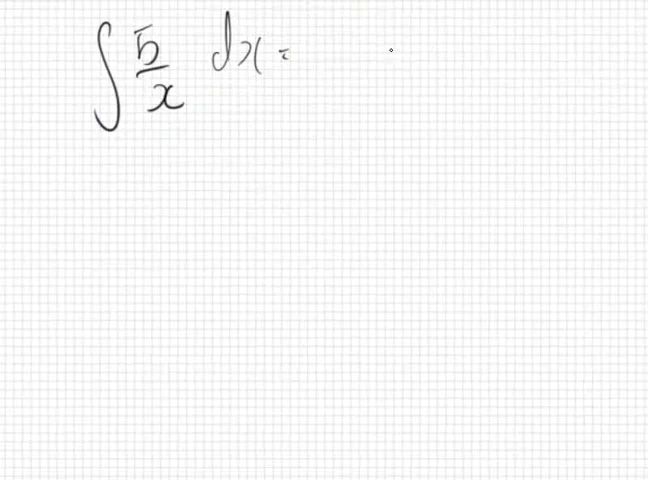 ∫ 5/x dx =